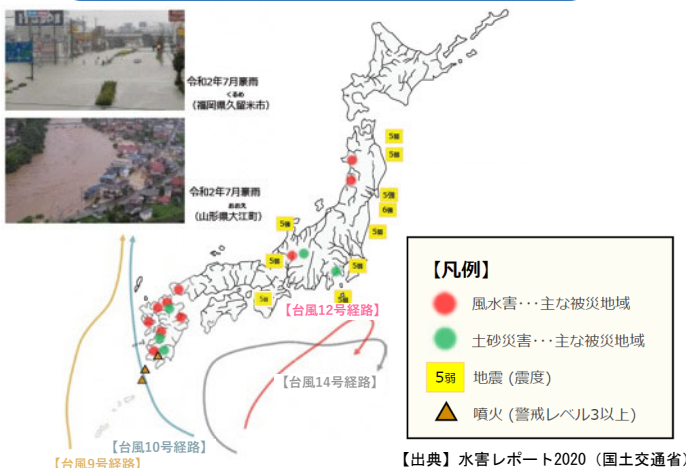 令和2年7月豪雨
くるめ
(福岡県久留米市)
令和2年7月豪雨
おおえ
(山形県大江町)
5弱
5弱
5強
6弱
5弱
5弱
5弱
5弱
5弱
5弱
【台風12号経路】
【台風14号経路】
【台風10号経路】
【台風9号経路】
【凡例】
風水害・・・主な被災地域
土砂災害・・・主な被災地域
5弱 地震 (震度)
噴火 (警戒レベル3以上)
【出典】水害レポート2020（国土交通省）